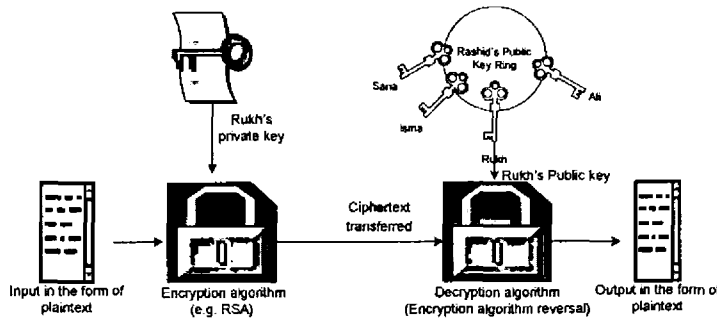 Rashid's Public
Key Ring
Sana
Ali
Isma
Rukh's
private key
Rukh
Rukh's Public key
Ciphertext
transferred
Input in the form of
plaintext
Encryption algorithm
(e.g. RSA)
Decryption algorithm
(Encryption algorithm reversal)
Output in the form of
plaintext